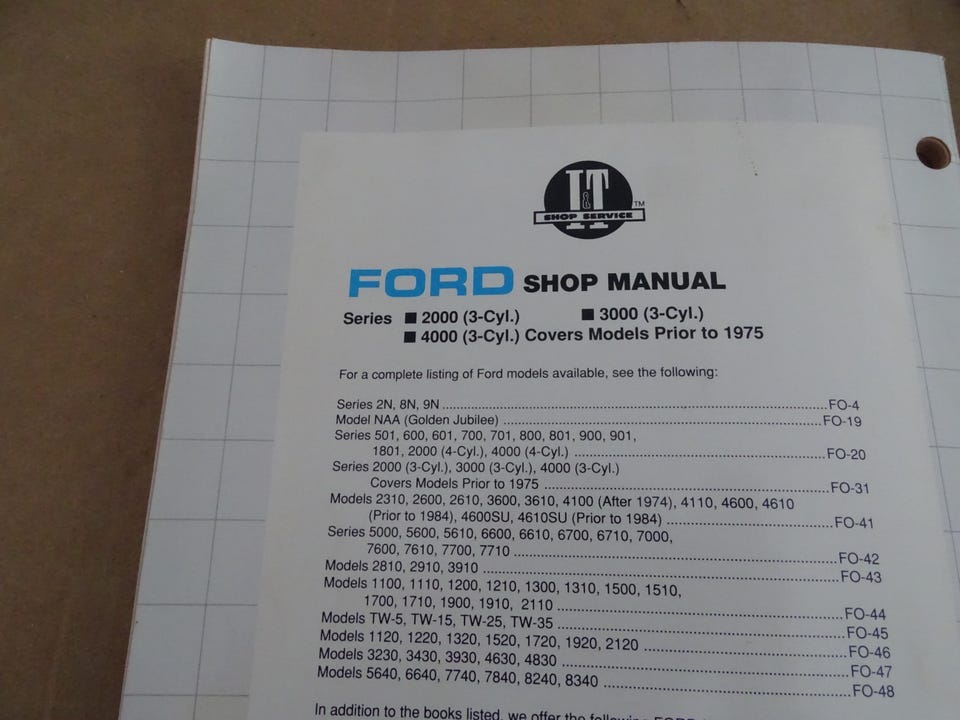 I&T
SHOP SERVICE
TM
FORD SHOP MANUAL
Series ■ 2000 (3-Cyl.) ■ 3000 (3-Cyl.)
■ 4000 (3-Cyl.) Covers Models Prior to 1975
For a complete listing of Ford models available, see the following:
Series 2N, 8N, 9N ... FO-4
Model NAA (Golden Jubilee) ... FO-19
Series 501, 600, 601, 700, 701, 800, 801, 900, 901,
1801, 2000 (4-Cyl.), 4000 (4-Cyl.) ... FO-20
Series 2000 (3-Cyl.), 3000 (3-Cyl.), 4000 (3-Cyl.)
Covers Models Prior to 1975 ... FO-31
Models 2310, 2600, 2610, 3600, 3610, 4100 (After 1974), 4110, 4600, 4610
(Prior to 1984), 4600SU, 4610SU (Prior to 1984) ... FO-41
Series 5000, 5600, 5610, 6600, 6610, 6700, 6710, 7000,
7600, 7610, 7700, 7710 ... FO-42
Models 2810, 2910, 3910 ... FO-43
Models 1100, 1110, 1200, 1210, 1300, 1310, 1500, 1510,
1700, 1710, 1900, 1910, 2110 ... FO-44
Models TW-5, TW-15, TW-25, TW-35 ... FO-45
Models 1120, 1220, 1320, 1520, 1720, 1920, 2120 ... FO-46
Models 3230, 3430, 3930, 4630, 4830 ... FO-47
Models 5640, 6640, 7740, 7840, 8240, 8340 ... FO-48
In addition to the books listed, we offer the following FORD